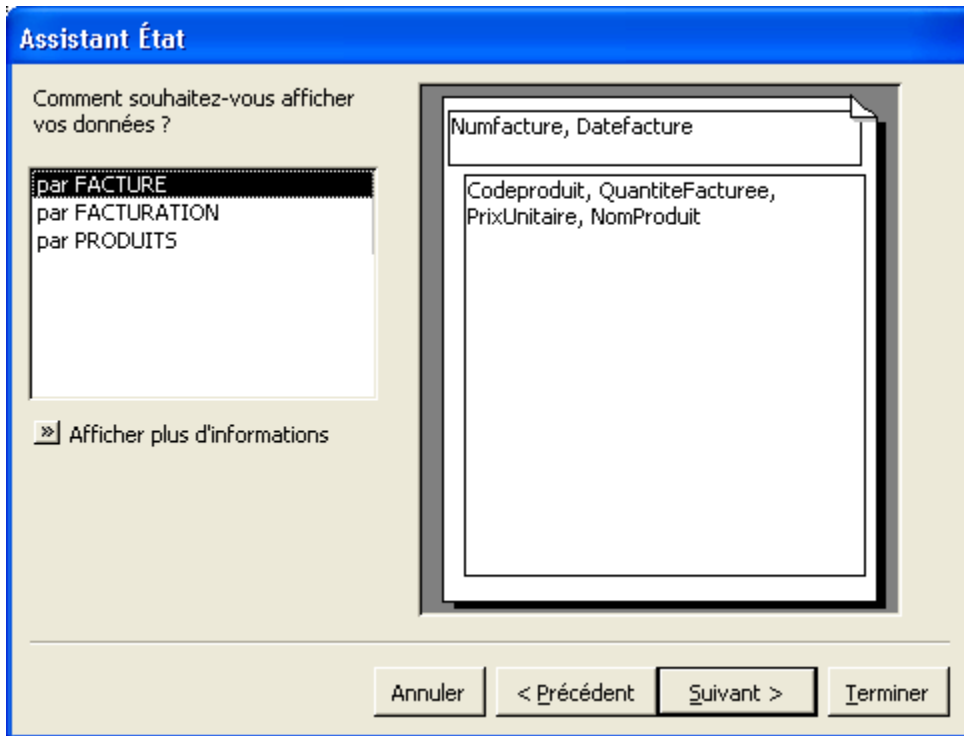 Assistant État
Comment souhaitez-vous afficher
vos données ?
par FACTURE
par FACTURATION
par PRODUITS
» Afficher plus d'informations
Numfacture, Datefacture
Codeproduit, QuantiteFacturee,
PrixUnitaire, NomProduit
Annuler
< Précédent
Suivant >
Terminer